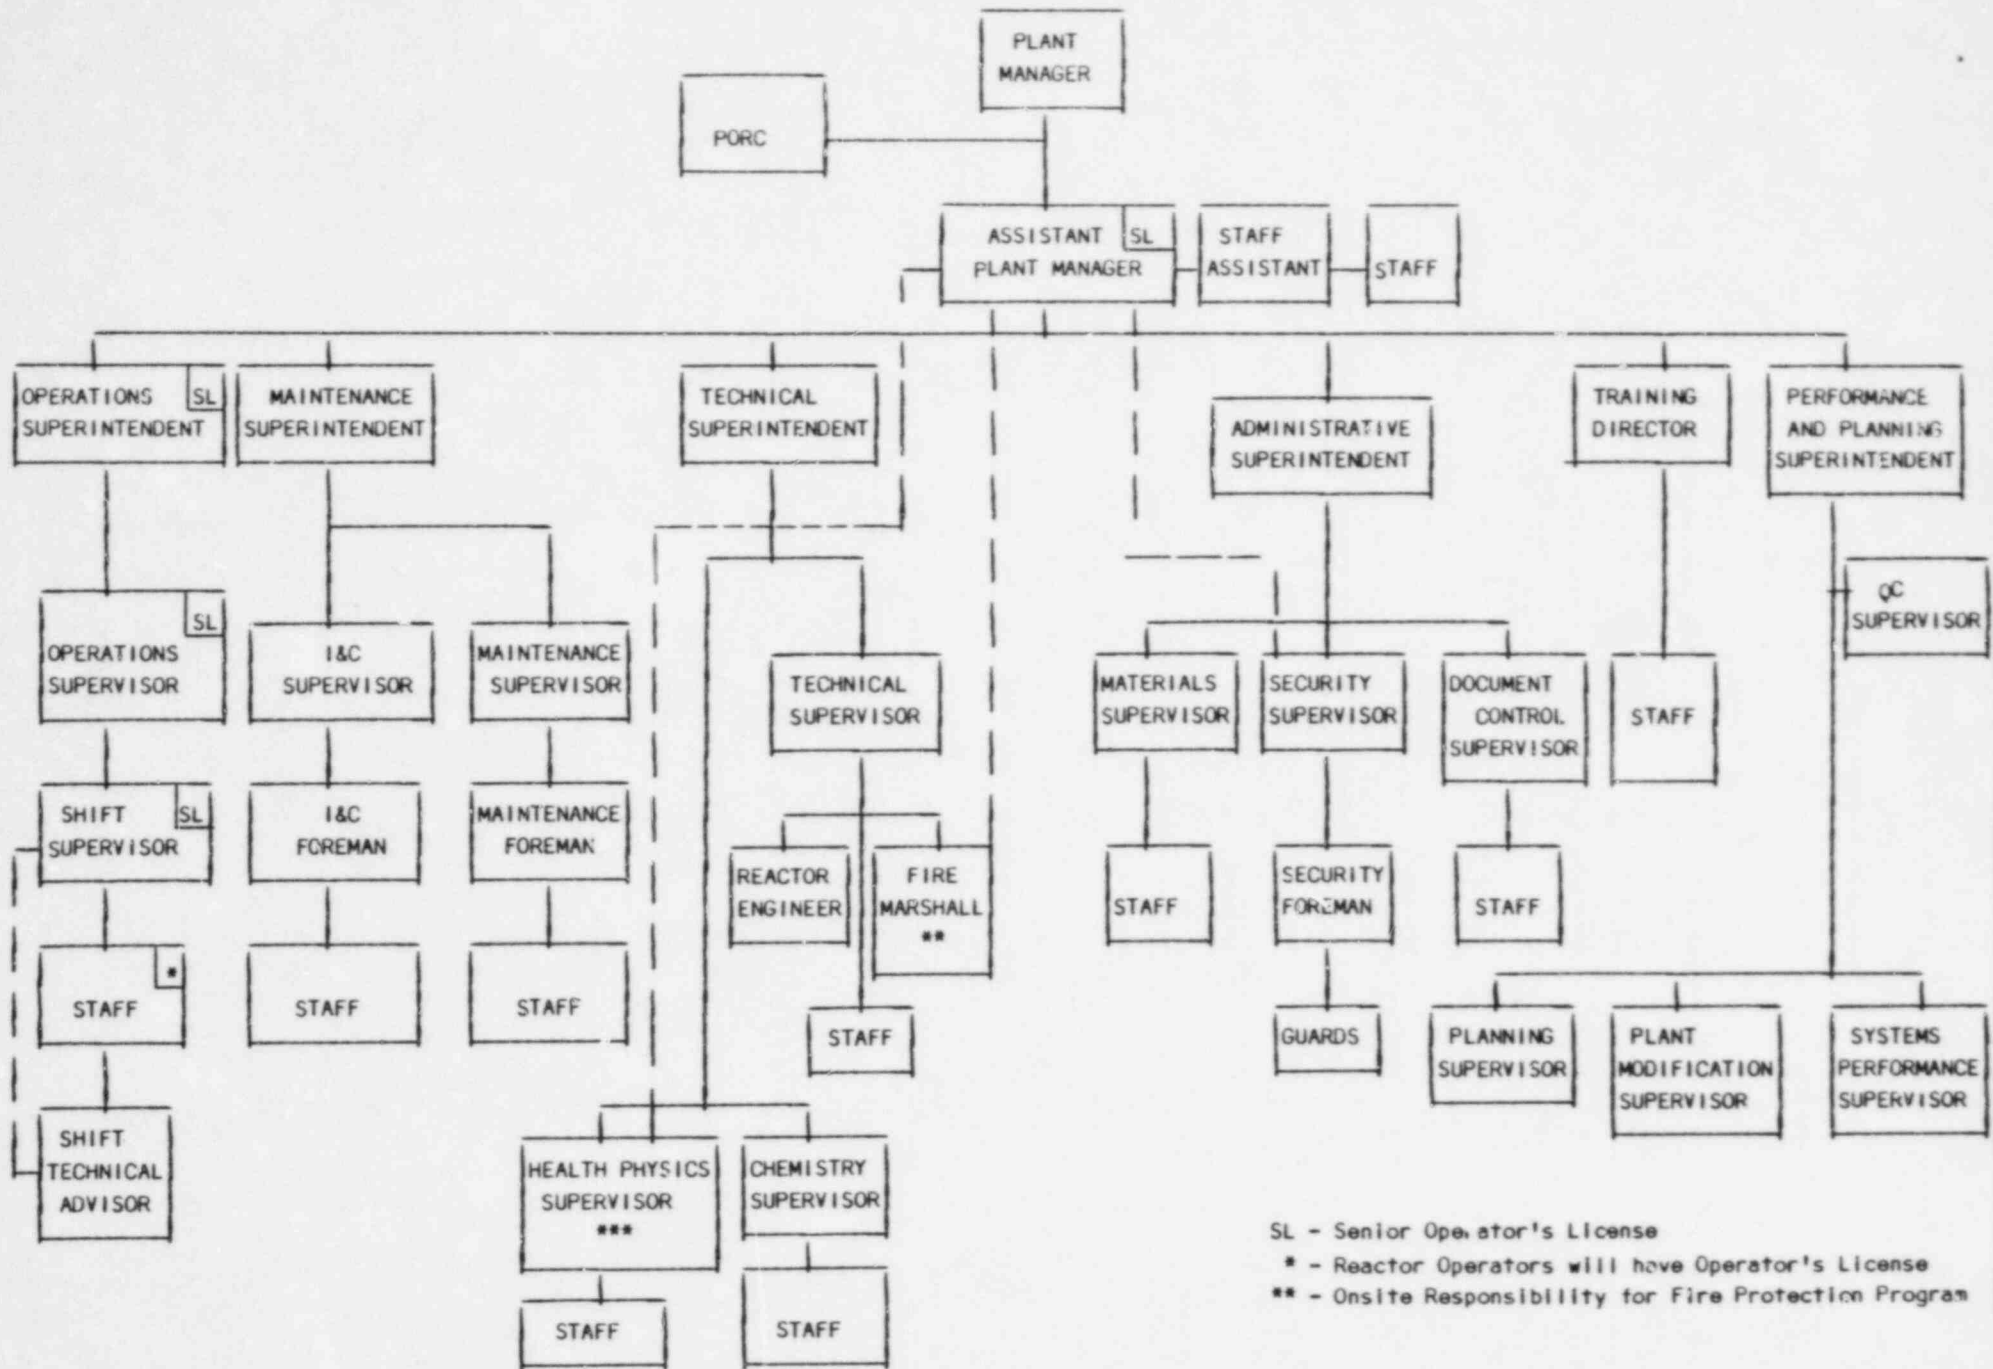 PLANT
MANAGER
PORC
ASSISTANT
PLANT MANAGER
SL
STAFF
ASSISTANT
STAFF
OPERATIONS
SUPERINTENDENT
SL
MAINTENANCE
SUPERINTENDENT
TECHNICAL
SUPERINTENDENT
ADMINISTRATIVE
SUPERINTENDENT
TRAINING
DIRECTOR
PERFORMANCE
AND PLANNING
SUPERINTENDENT
QC
SUPERVISOR
SL
OPERATIONS
SUPERVISOR
I&C
SUPERVISOR
MAINTENANCE
SUPERVISOR
TECHNICAL
SUPERVISOR
MATERIALS
SUPERVISOR
SECURITY
SUPERVISOR
DOCUMENT
CONTROL
SUPERVISOR
STAFF
SHIFT
SUPERVISOR
SL
I&C
FOREMAN
MAINTENANCE
FOREMAN
REACTOR
ENGINEER
FIRE
MARSHALL
**
STAFF
SECURITY
FOREMAN
STAFF
*
STAFF
STAFF
STAFF
STAFF
GUARDS
PLANNING
SUPERVISOR
PLANT
MODIFICATION
SUPERVISOR
SYSTEMS
PERFORMANCE
SUPERVISOR
SHIFT
TECHNICAL
ADVISOR
HEALTH PHYSICS
SUPERVISOR
***
CHEMISTRY
SUPERVISOR
STAFF
STAFF
SL - Senior Operator's License
* - Reactor Operators will have Operator's License
** - Onsite Responsibility for Fire Protection Program